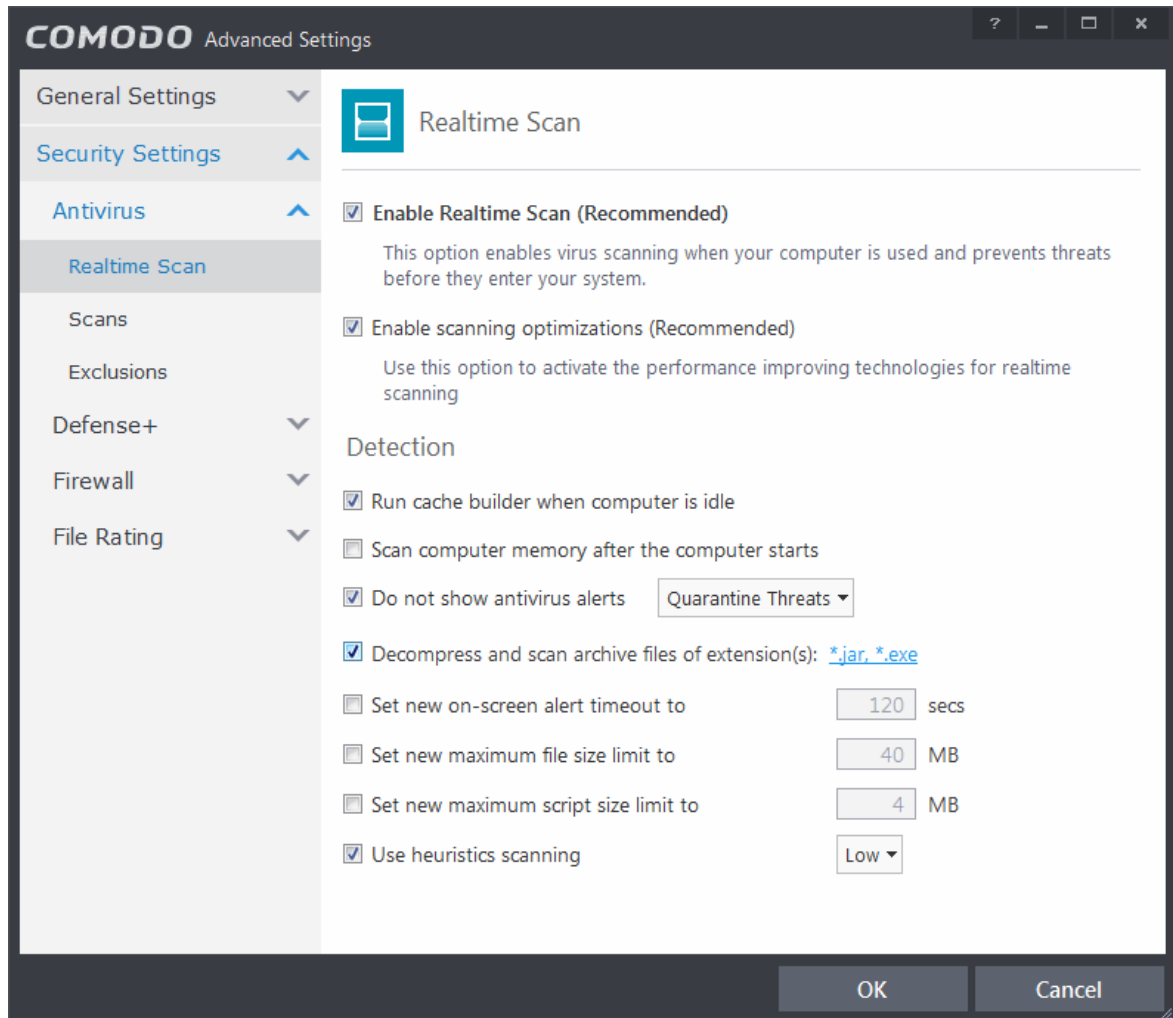 COMODO Advanced Settings
?
General Settings
Security Settings
Antivirus
Realtime Scan
Scans
Exclusions
Defense+
Firewall
File Rating
Realtime Scan
Enable Realtime Scan (Recommended)
This option enables virus scanning when your computer is used and prevents threats
before they enter your system.
Enable scanning optimizations (Recommended)
Use this option to activate the performance improving technologies for realtime
scanning
Detection
Run cache builder when computer is idle
Scan computer memory after the computer starts
Do not show antivirus alerts Quarantine Threats
Decompress and scan archive files of extension(s): *.jar, *.exe
Set new on-screen alert timeout to 120 secs
Set new maximum file size limit to 40 MB
Set new maximum script size limit to 4 MB
Use heuristics scanning Low
OK Cancel